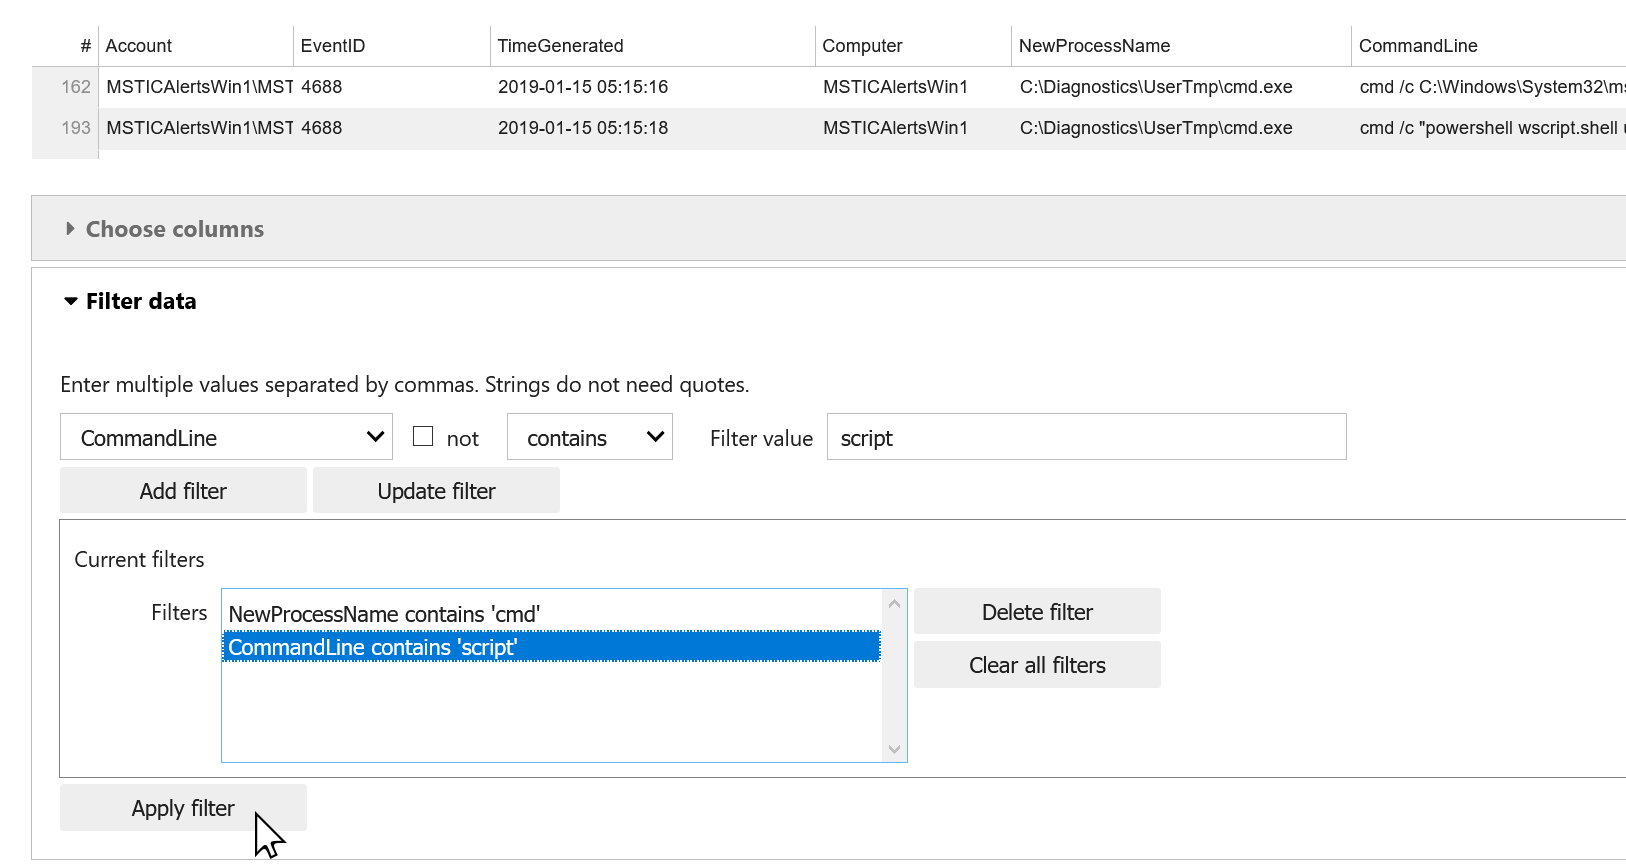 # Account EventID TimeGenerated Computer NewProcessName CommandLine
162 MSTICAlertsWin1\MST 4688 2019-01-15 05:15:16 MSTICAlertsWin1 C:\Diagnostics\UserTmp\cmd.exe cmd /c C:\Windows\System32\ms
193 MSTICAlertsWin1\MST 4688 2019-01-15 05:15:18 MSTICAlertsWin1 C:\Diagnostics\UserTmp\cmd.exe cmd /c "powershell wscript.shell u
Choose columns
Filter data
Enter multiple values separated by commas. Strings do not need quotes.
CommandLine not contains Filter value script
Add filter Update filter
Current filters
Filters NewProcessName contains 'cmd' Delete filter
CommandLine contains 'script' Clear all filters
Apply filter